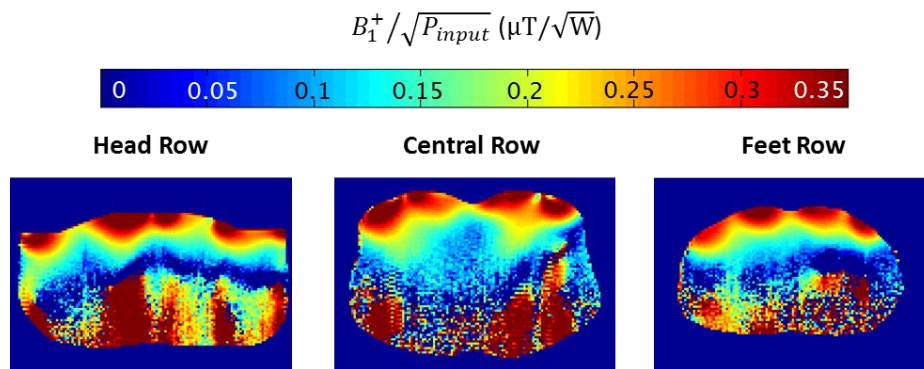 B₁⁺/√P_input (μT/√W)
0 0.05 0.1 0.15 0.2 0.25 0.3 0.35
Head Row Central Row Feet Row